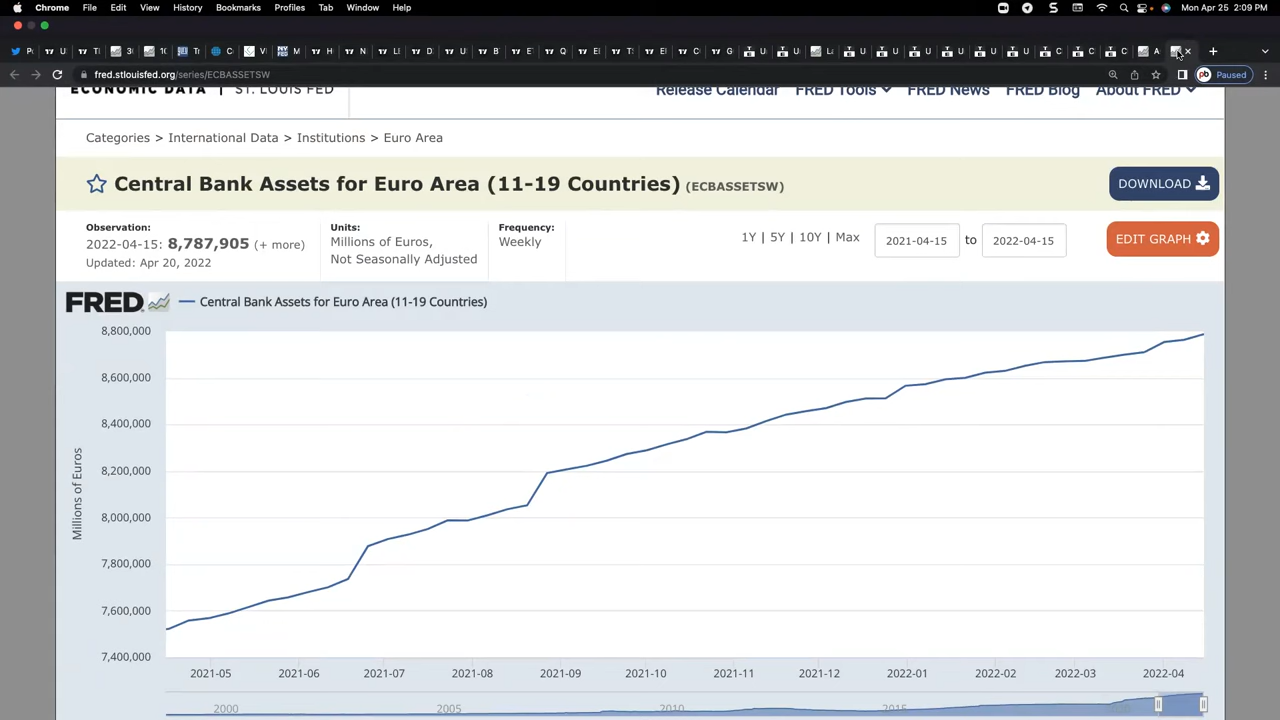 Chrome File Edit View History Bookmarks Profiles Tab Window Help Mon Apr 25 2:09 PM
fred.stlouisfed.org/series/ECBASSETSW
Paused
ECONOMIC DATA | ST. LOUIS FED
Release Calendar FRED Tools FRED News FRED Blog About FRED
Categories > International Data > Institutions > Euro Area
Central Bank Assets for Euro Area (11-19 Countries) (ECBASSETSW)
DOWNLOAD
Observation:
2022-04-15: 8,787,905 (+ more)
Updated: Apr 20, 2022
Units:
Millions of Euros,
Not Seasonally Adjusted
Frequency:
Weekly
1Y | 5Y | 10Y | Max
2021-04-15 to 2022-04-15
EDIT GRAPH
FRED
Central Bank Assets for Euro Area (11-19 Countries)
8,800,000
8,600,000
8,400,000
8,200,000
8,000,000
7,800,000
7,600,000
7,400,000
Millions of Euros
2021-05 2021-06 2021-07 2021-08 2021-09 2021-10 2021-11 2021-12 2022-01 2022-02 2022-03 2022-04
2000 2005 2010 2015